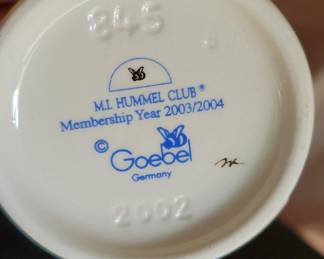 845
M.I. HUMMEL CLUB®
Membership Year 2003/2004
© Goebel
Germany
2002